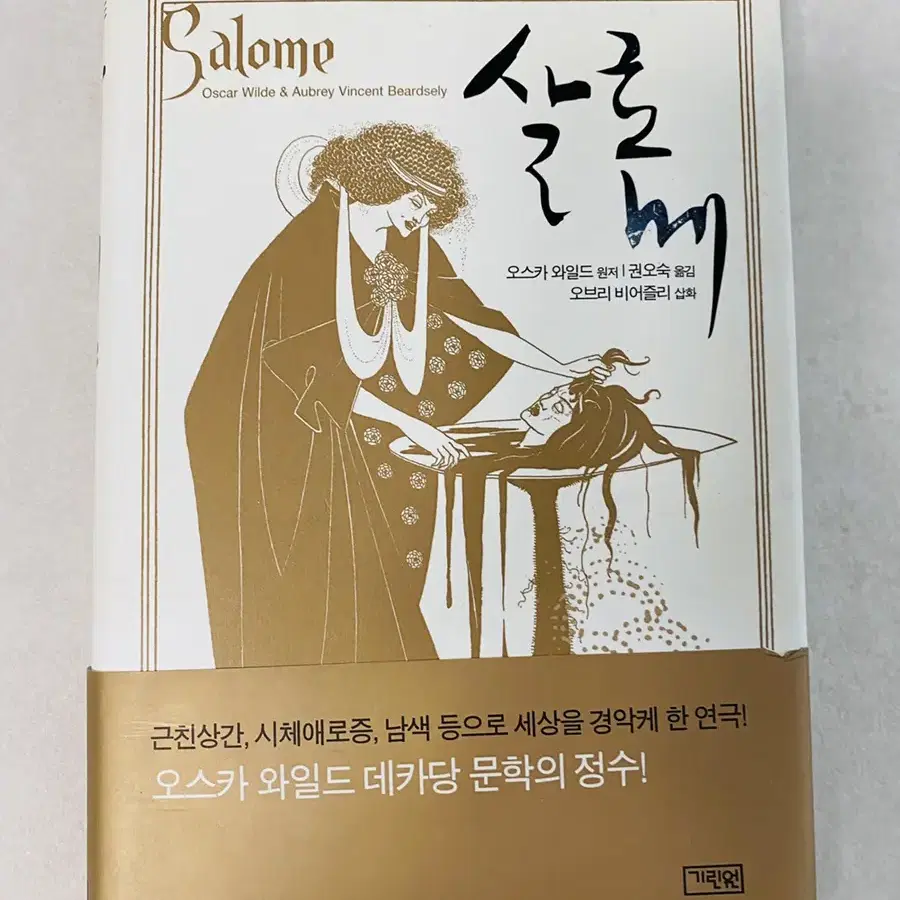 Salome
Oscar Wilde & Aubrey Vincent Beardsely
살로메
오스카 와일드 원저 | 권오숙 옮김
오브리 비어즐리 삽화
근친상간, 시체애로증, 남색 등으로 세상을 경악케 한 연극!
오스카 와일드 데카당 문학의 정수!
기린원